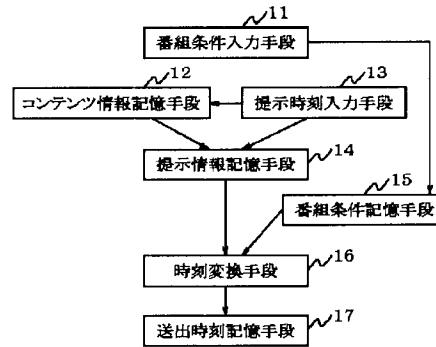 11
番組条件入力手段
12
コンテンツ情報記憶手段
13
提示時刻入力手段
14
提示情報記憶手段
15
番組条件記憶手段
16
時刻変換手段
17
送出時刻記憶手段